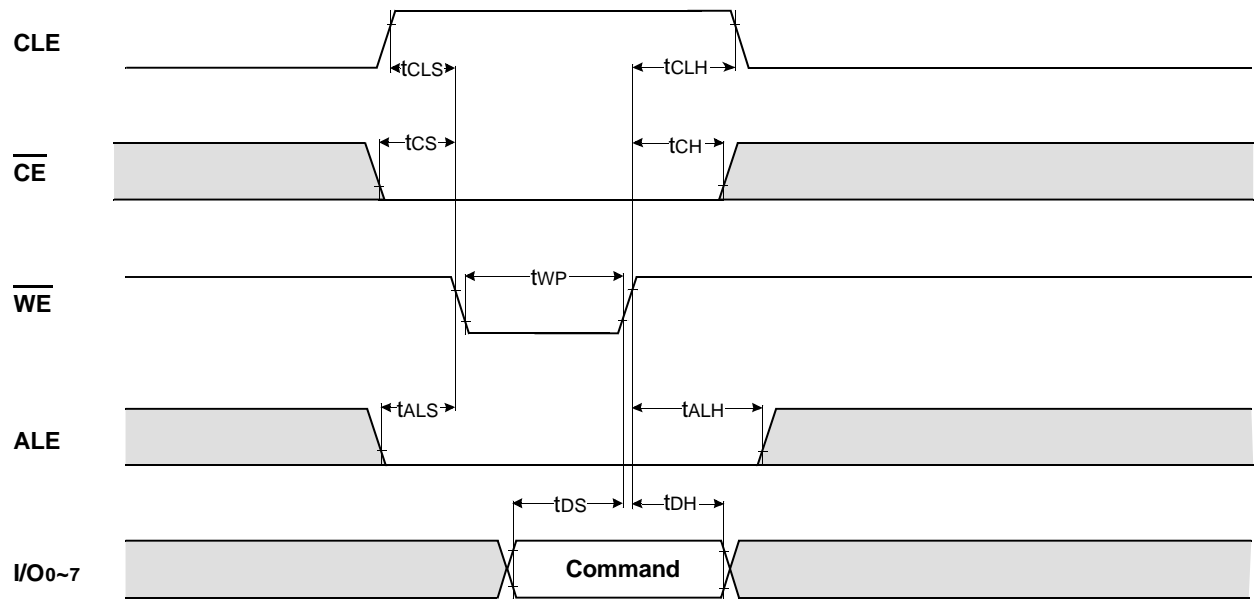 CLE
tCLS
tCLH
CE
tCS
tCH
WE
tWP
ALE
tALS
tALH
tDS
tDH
I/O0~7
Command